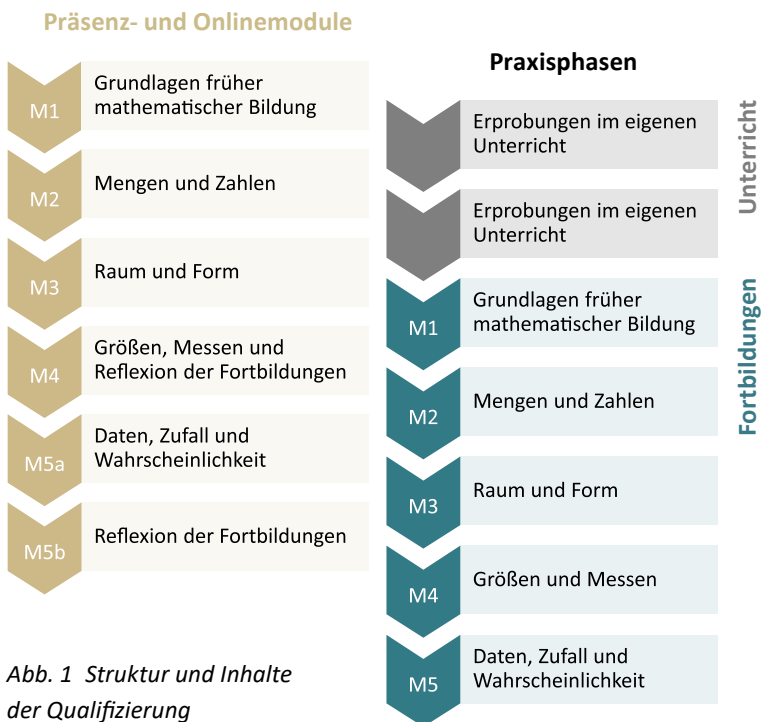 Präsenz- und Onlinemodule
M1
Grundlagen früher
mathematischer Bildung
M2
Mengen und Zahlen
M3
Raum und Form
M4
Größen, Messen und
Reflexion der Fortbildungen
M5a
Daten, Zufall und
Wahrscheinlichkeit
M5b
Reflexion der Fortbildungen
Praxisphasen
Erprobungen im eigenen
Unterricht
Erprobungen im eigenen
Unterricht
Unterricht
M1
Grundlagen früher
mathematischer Bildung
M2
Mengen und Zahlen
M3
Raum und Form
M4
Größen und Messen
M5
Daten, Zufall und
Wahrscheinlichkeit
Fortbildungen
Abb. 1 Struktur und Inhalte
der Qualifizierung